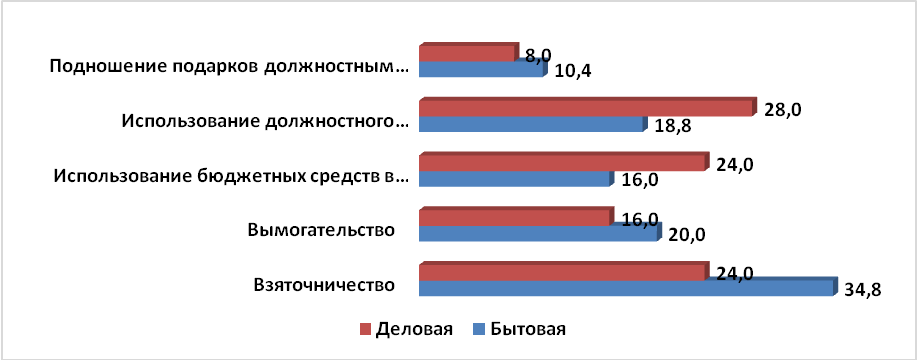 Подношение подарков должностным...
8,0
10,4
Использование должностного...
28,0
18,8
Использование бюджетных средств в...
24,0
16,0
Вымогательство
16,0
20,0
Взяточничество
24,0
34,8
Деловая
Бытовая